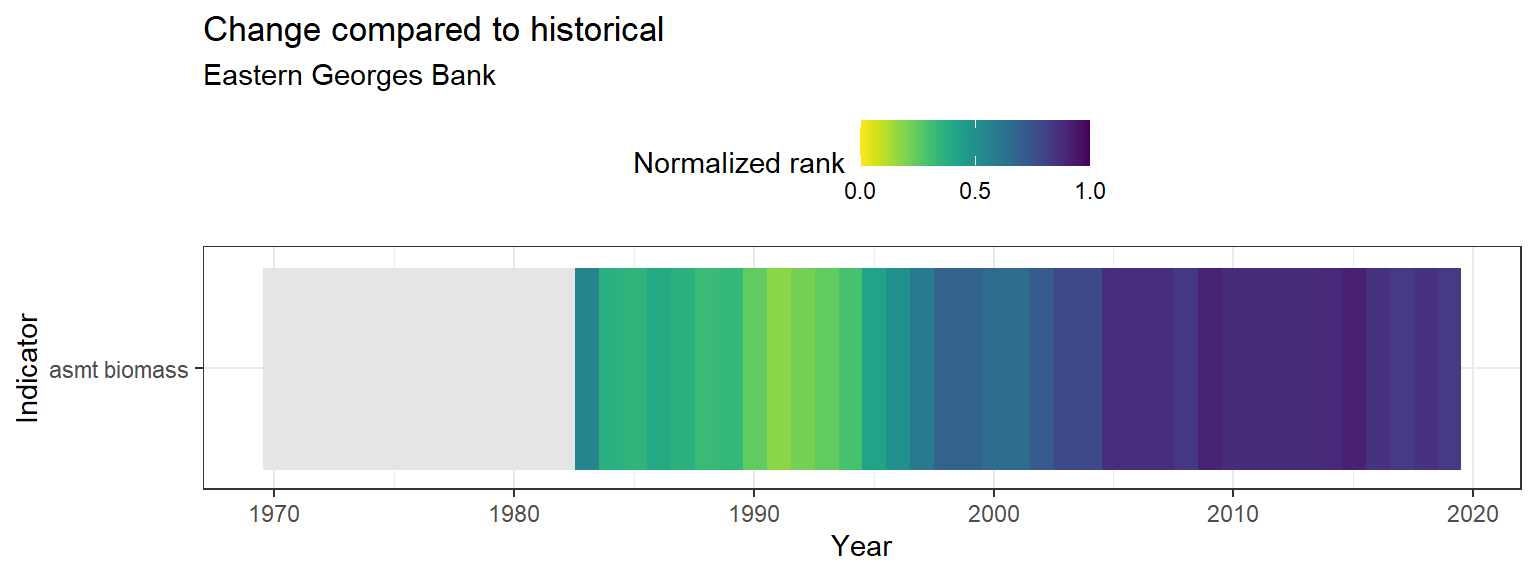 Change compared to historical
Eastern Georges Bank
Normalized rank
0.0 0.5 1.0
Indicator
asmt biomass
1970 1980 1990 2000 2010 2020
Year